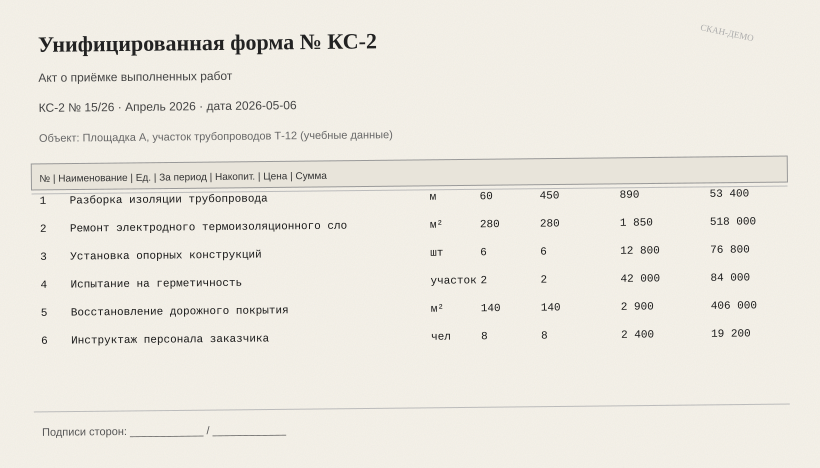 Унифицированная форма № КС-2
СКАН-ДЕМО
Акт о приёмке выполненных работ
КС-2 № 15/26 · Апрель 2026 · дата 2026-05-06
Объект: Площадка А, участок трубопроводов Т-12 (учебные данные)
№ | Наименование | Ед. | За период | Накопит. | Цена | Сумма
1 Разборка изоляции трубопровода м 60 450 890 53 400
2 Ремонт электродного термоизоляционного сло м² 280 280 1 850 518 000
3 Установка опорных конструкций шт 6 6 12 800 76 800
4 Испытание на герметичность участок 2 2 42 000 84 000
5 Восстановление дорожного покрытия м² 140 140 2 900 406 000
6 Инструктаж персонала заказчика чел 8 8 2 400 19 200
Подписи сторон: ____________ / ____________